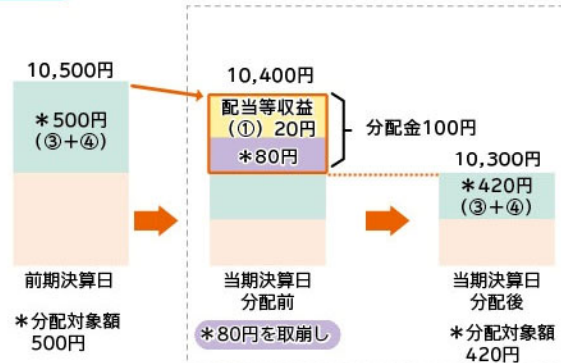 10,500円
*500円
(③+④)
前期決算日
*分配対象額
500円
10,400円
配当等収益
(①) 20円
*80円
分配金100円
当期決算日
分配前
*80円を取崩し
10,300円
*420円
(③+④)
当期決算日
分配後
*分配対象額
420円